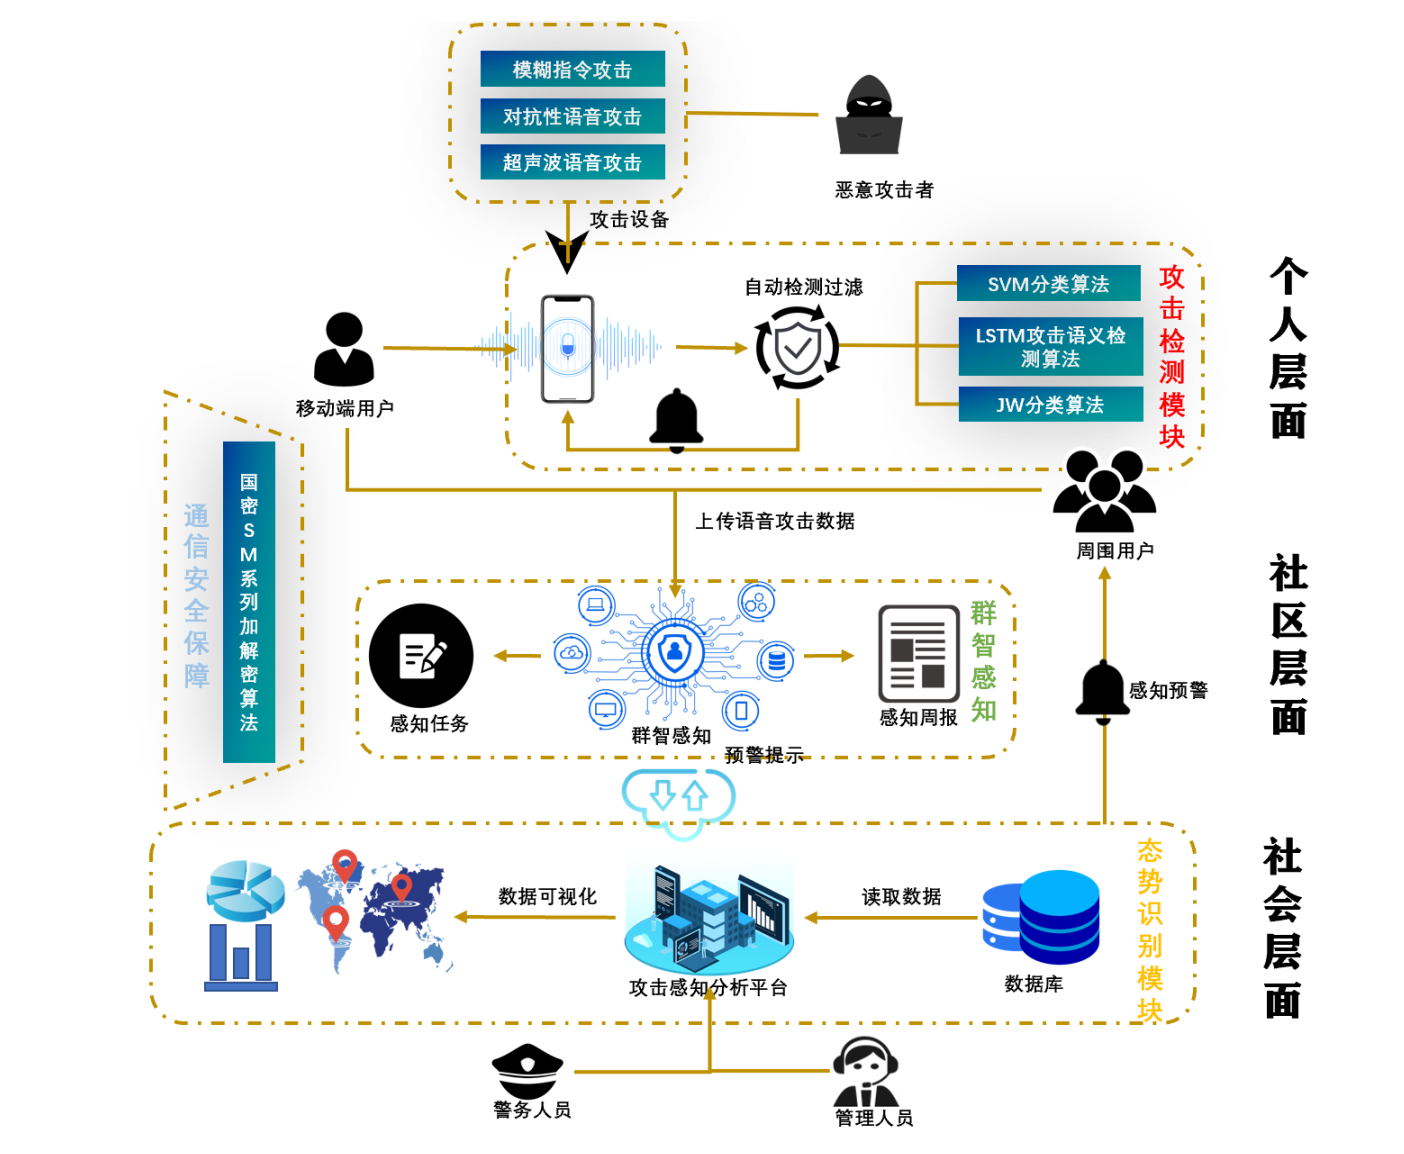 模糊指令攻击
对抗性语音攻击
超声波语音攻击
恶意攻击者
攻击设备
自动检测过滤
SVM分类算法
LSTM攻击语义检
测算法
JW分类算法
攻击检测模块
个人层面
移动端用户
周围用户
上传语音攻击数据
通信安全保障
国密SM系列加解密算法
感知任务
群智感知
感知周报
群智感知
预警提示
感知预警
社区层面
数据可视化
读取数据
攻击感知分析平台
数据库
态势识别模块
社会层面
警务人员
管理人员